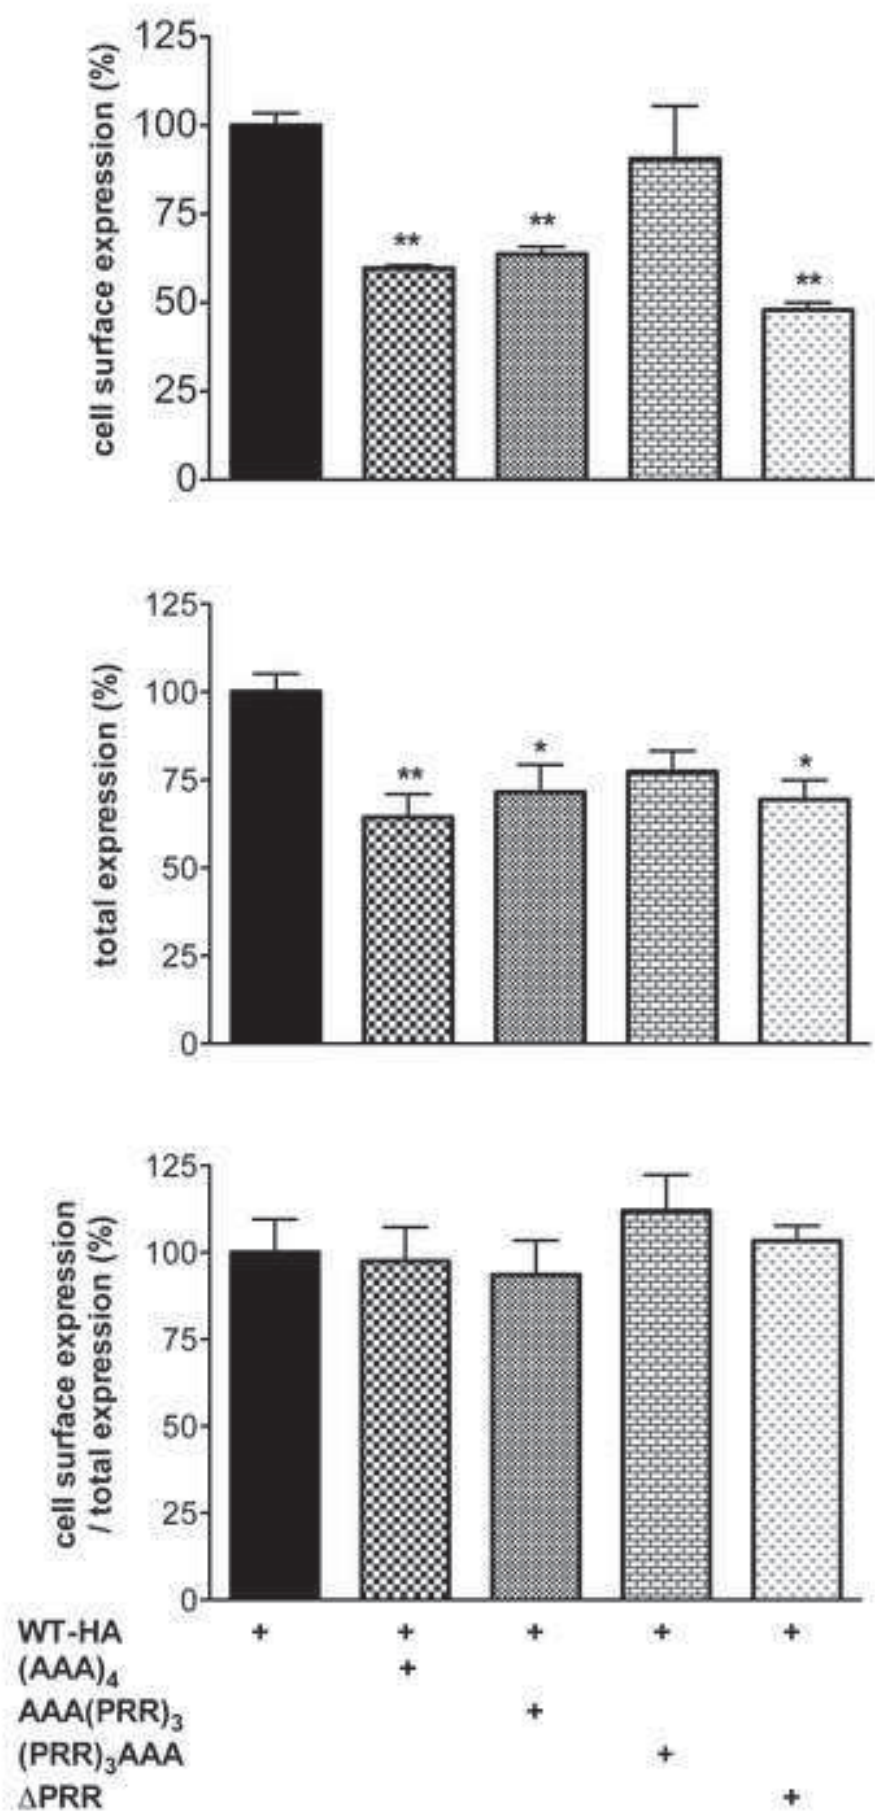 125
100
75
50
25
0
cell surface expression (%)
**
**
**
125
100
75
50
25
0
total expression (%)
**
*
*
125
100
75
50
25
0
cell surface expression
/ total expression (%)
WT-HA + + + + +
(AAA)₄ +
AAA(PRR)₃ +
(PRR)₃AAA +
ΔPRR +